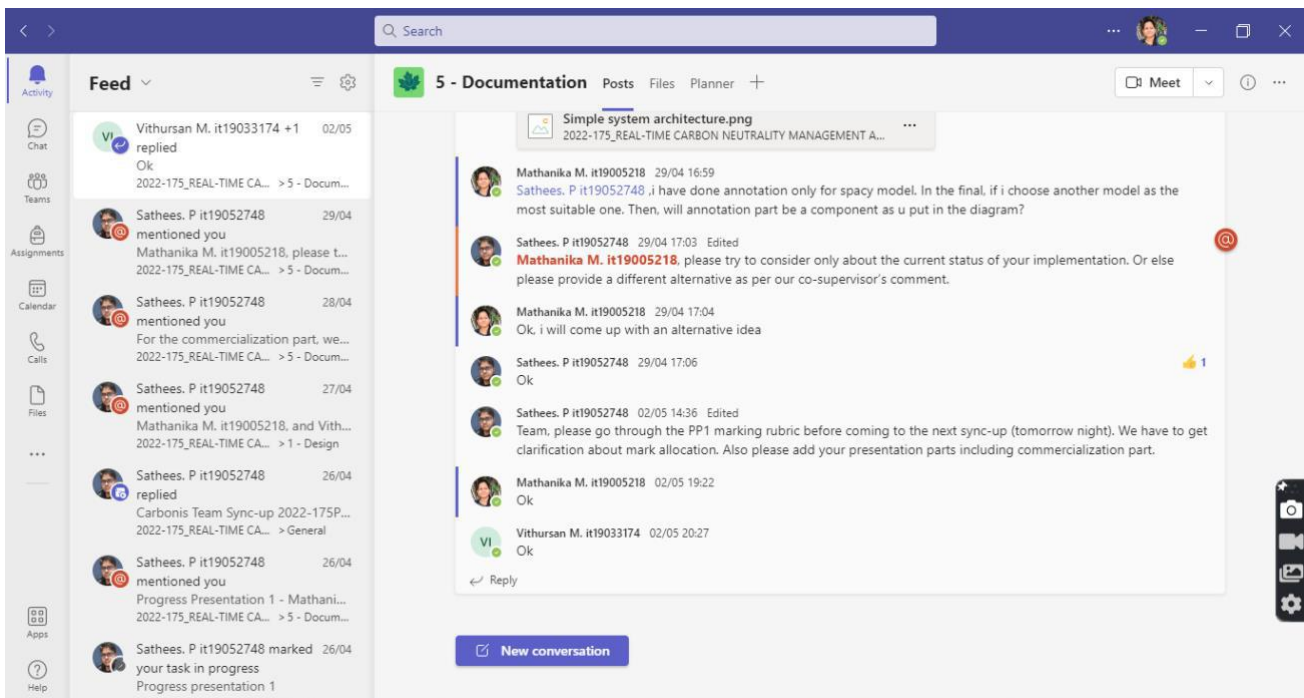 Search
Activity
Chat
Teams
Assignments
Calendar
Calls
Files
Apps
Help
Feed
VI
Vithursan M. it19033174 +1 02/05
replied
Ok
2022-175_REAL-TIME CA... > 5 - Docum...
Sathees. P it19052748 29/04
mentioned you
Mathanika M. it19005218, please t...
2022-175_REAL-TIME CA... > 5 - Docum...
Sathees. P it19052748 28/04
mentioned you
For the commercialization part, we...
2022-175_REAL-TIME CA... > 5 - Docum...
Sathees. P it19052748 27/04
mentioned you
Mathanika M. it19005218, and Vith...
2022-175_REAL-TIME CA... > 1 - Design
Sathees. P it19052748 26/04
replied
Carbonis Team Sync-up 2022-175P...
2022-175_REAL-TIME CA... > General
Sathees. P it19052748 26/04
mentioned you
Progress Presentation 1 - Mathani...
2022-175_REAL-TIME CA... > 5 - Docum...
Sathees. P it19052748 marked 26/04
your task in progress
Progress presentation 1
5 - Documentation Posts Files Planner
Meet
Simple system architecture.png
2022-175_REAL-TIME CARBON NEUTRALITY MANAGEMENT A...
Mathanika M. it19005218 29/04 16:59
Sathees. P it19052748 ,i have done annotation only for spacy model. In the final, if i choose another model as the
most suitable one. Then, will annotation part be a component as u put in the diagram?
Sathees. P it19052748 29/04 17:03 Edited
Mathanika M. it19005218, please try to consider only about the current status of your implementation. Or else
please provide a different alternative as per our co-supervisor's comment.
Mathanika M. it19005218 29/04 17:04
Ok, i will come up with an alternative idea
Sathees. P it19052748 29/04 17:06
Ok
1
Sathees. P it19052748 02/05 14:36 Edited
Team, please go through the PP1 marking rubric before coming to the next sync-up (tomorrow night). We have to get
clarification about mark allocation. Also please add your presentation parts including commercialization part.
Mathanika M. it19005218 02/05 19:22
Ok
VI
Vithursan M. it19033174 02/05 20:27
Ok
Reply
New conversation